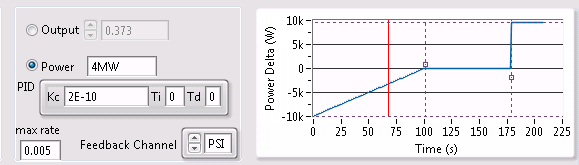 Output 0.373
Power 4MW
PID
Kc 2E-10 Ti 0 Td 0
max rate
0.005
Feedback Channel PSI
Power Delta (W)
10k
5k
0
-5k
-10k
0 25 50 75 100 125 150 175 200 225
Time (s)